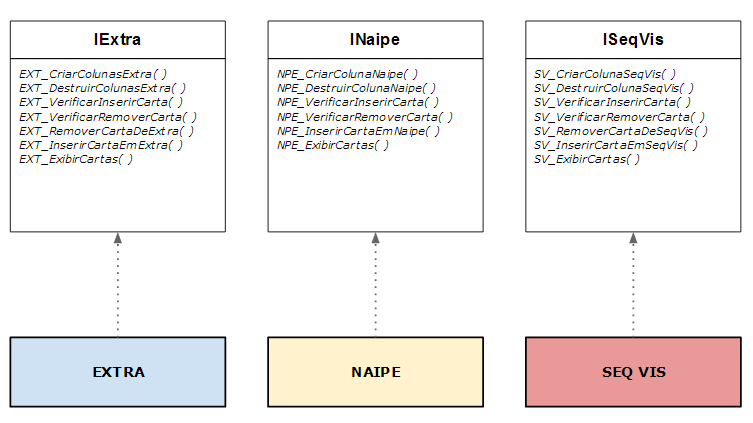 IExtra
EXT_CriarColunasExtra( )
EXT_DestruirColunasExtra( )
EXT_VerificarInserirCarta( )
EXT_VerificarRemoverCarta( )
EXT_RemoverCartaDeExtra( )
EXT_InserirCartaEmExtra( )
EXT_ExibirCartas( )
INaipe
NPE_CriarColunaNaipe( )
NPE_DestruirColunaNaipe( )
NPE_VerificarInserirCarta( )
NPE_VerificarRemoverCarta( )
NPE_InserirCartaEmNaipe( )
NPE_ExibirCartas( )
ISeqVis
SV_CriarColunaSeqVis( )
SV_DestruirColunaSeqVis( )
SV_VerificarInserirCarta( )
SV_VerificarRemoverCarta( )
SV_RemoverCartaDeSeqVis( )
SV_InserirCartaEmSeqVis( )
SV_ExibirCartas( )
EXTRA
NAIPE
SEQ VIS